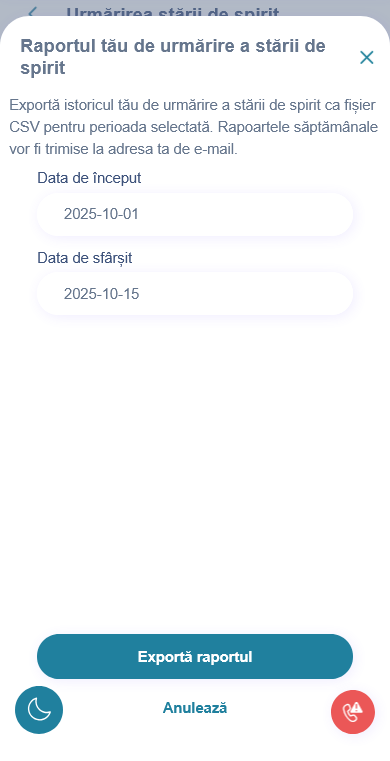 Urmărirea stării de spirit
Raportul tău de urmărire a stării de
spirit
Exportă istoricul tău de urmărire a stării de spirit ca fișier
CSV pentru perioada selectată. Rapoartele săptămânale
vor fi trimise la adresa ta de e-mail.
Data de început
2025-10-01
Data de sfârșit
2025-10-15
Exportă raportul
Anulează